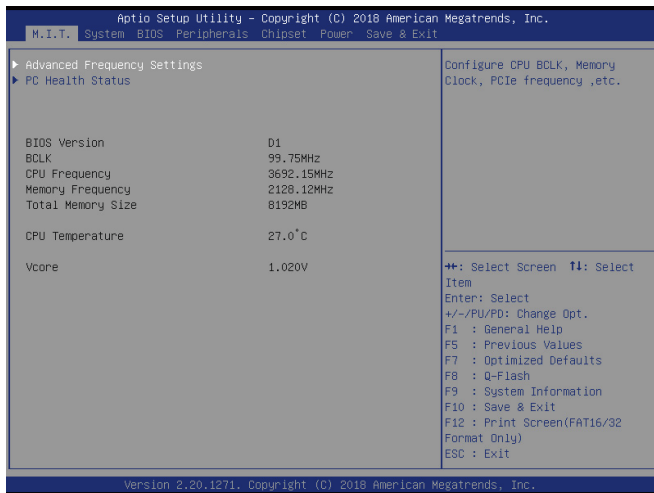 Aptio Setup Utility – Copyright (C) 2018 American Megatrends, Inc.
M.I.T. System BIOS Peripherals Chipset Power Save & Exit
Advanced Frequency Settings
PC Health Status
BIOS Version D1
BCLK 99.75MHz
CPU Frequency 3692.15MHz
Memory Frequency 2128.12MHz
Total Memory Size 8192MB
CPU Temperature 27.0°C
Vcore 1.020V
Configure CPU BCLK, Memory
Clock, PCIe frequency ,etc.
→←: Select Screen ↑↓: Select
Item
Enter: Select
+/-/PU/PD: Change Opt.
F1 : General Help
F5 : Previous Values
F7 : Optimized Defaults
F8 : Q-Flash
F9 : System Information
F10 : Save & Exit
F12 : Print Screen(FAT16/32
Format Only)
ESC : Exit
Version 2.20.1271. Copyright (C) 2018 American Megatrends, Inc.